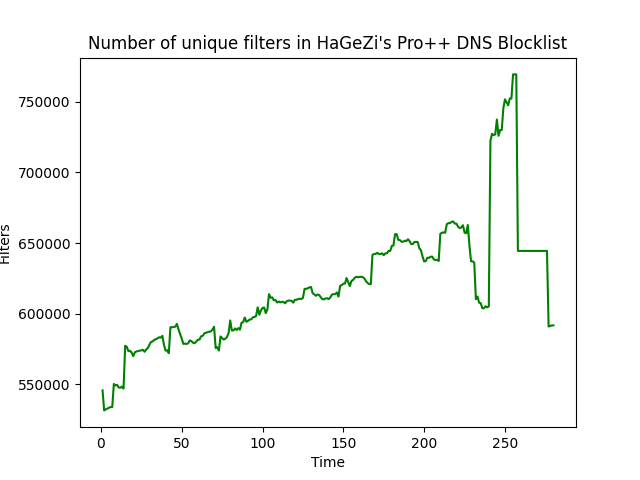 Number of unique filters in HaGeZi's Pro++ DNS Blocklist
750000
700000
650000
600000
550000
Filters
0 50 100 150 200 250
Time